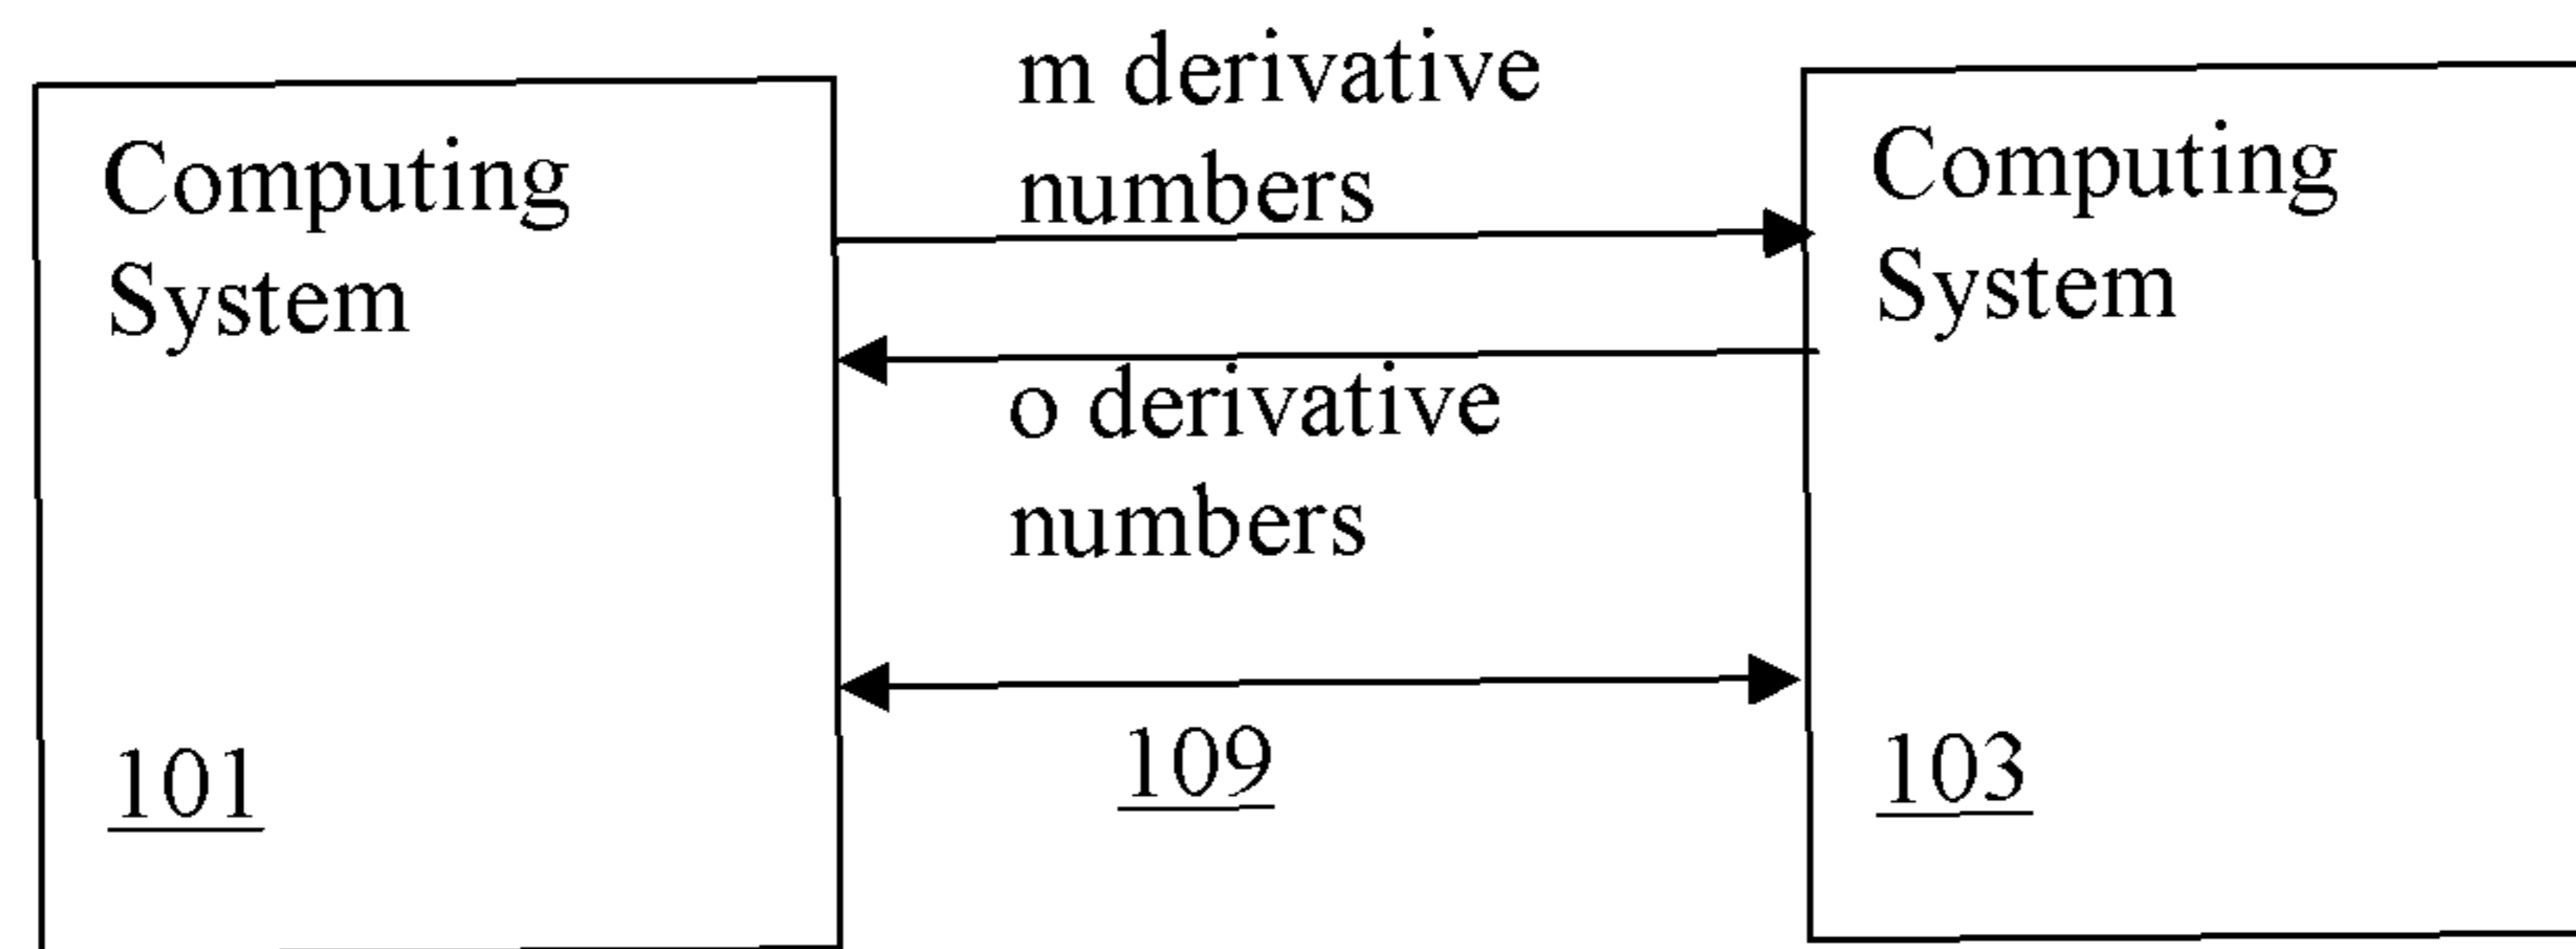 Computing
System
101
m derivative
numbers
o derivative
numbers
109
Computing
System
103